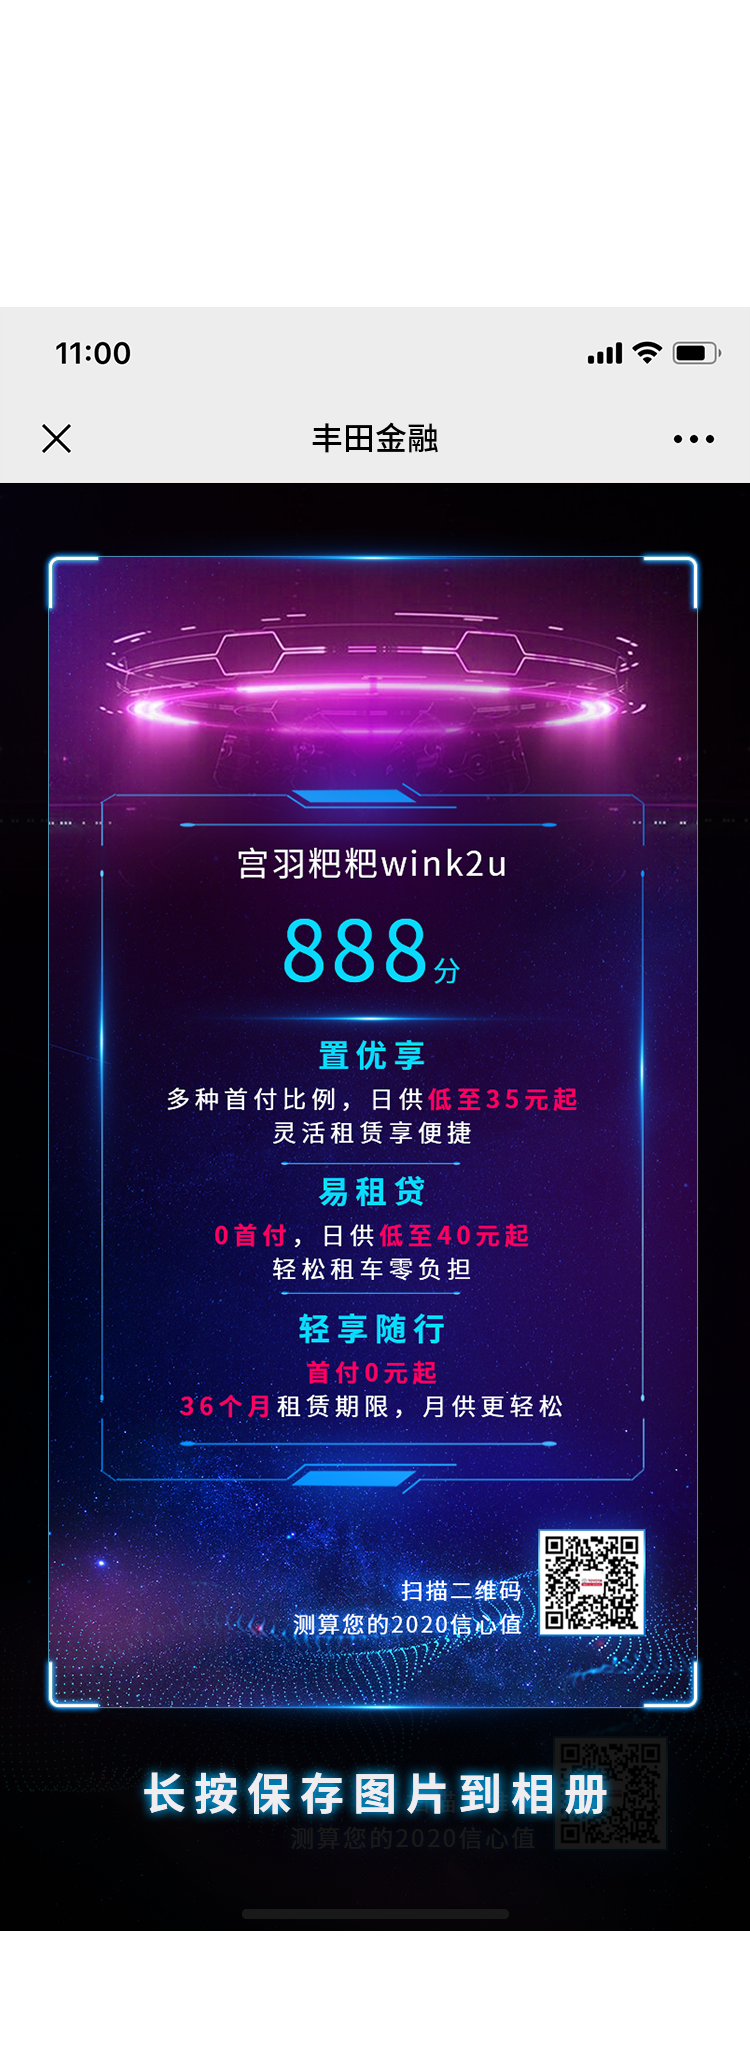 11:00
丰田金融
宫羽粑粑wink2u
888分
置优享
多种首付比例，日供低至35元起
灵活租赁享便捷
易租贷
0首付，日供低至40元起
轻松租车零负担
轻享随行
首付0元起
36个月租赁期限，月供更轻松
扫描二维码
测算您的2020信心值
长按保存图片到相册
测算您的2020信心值